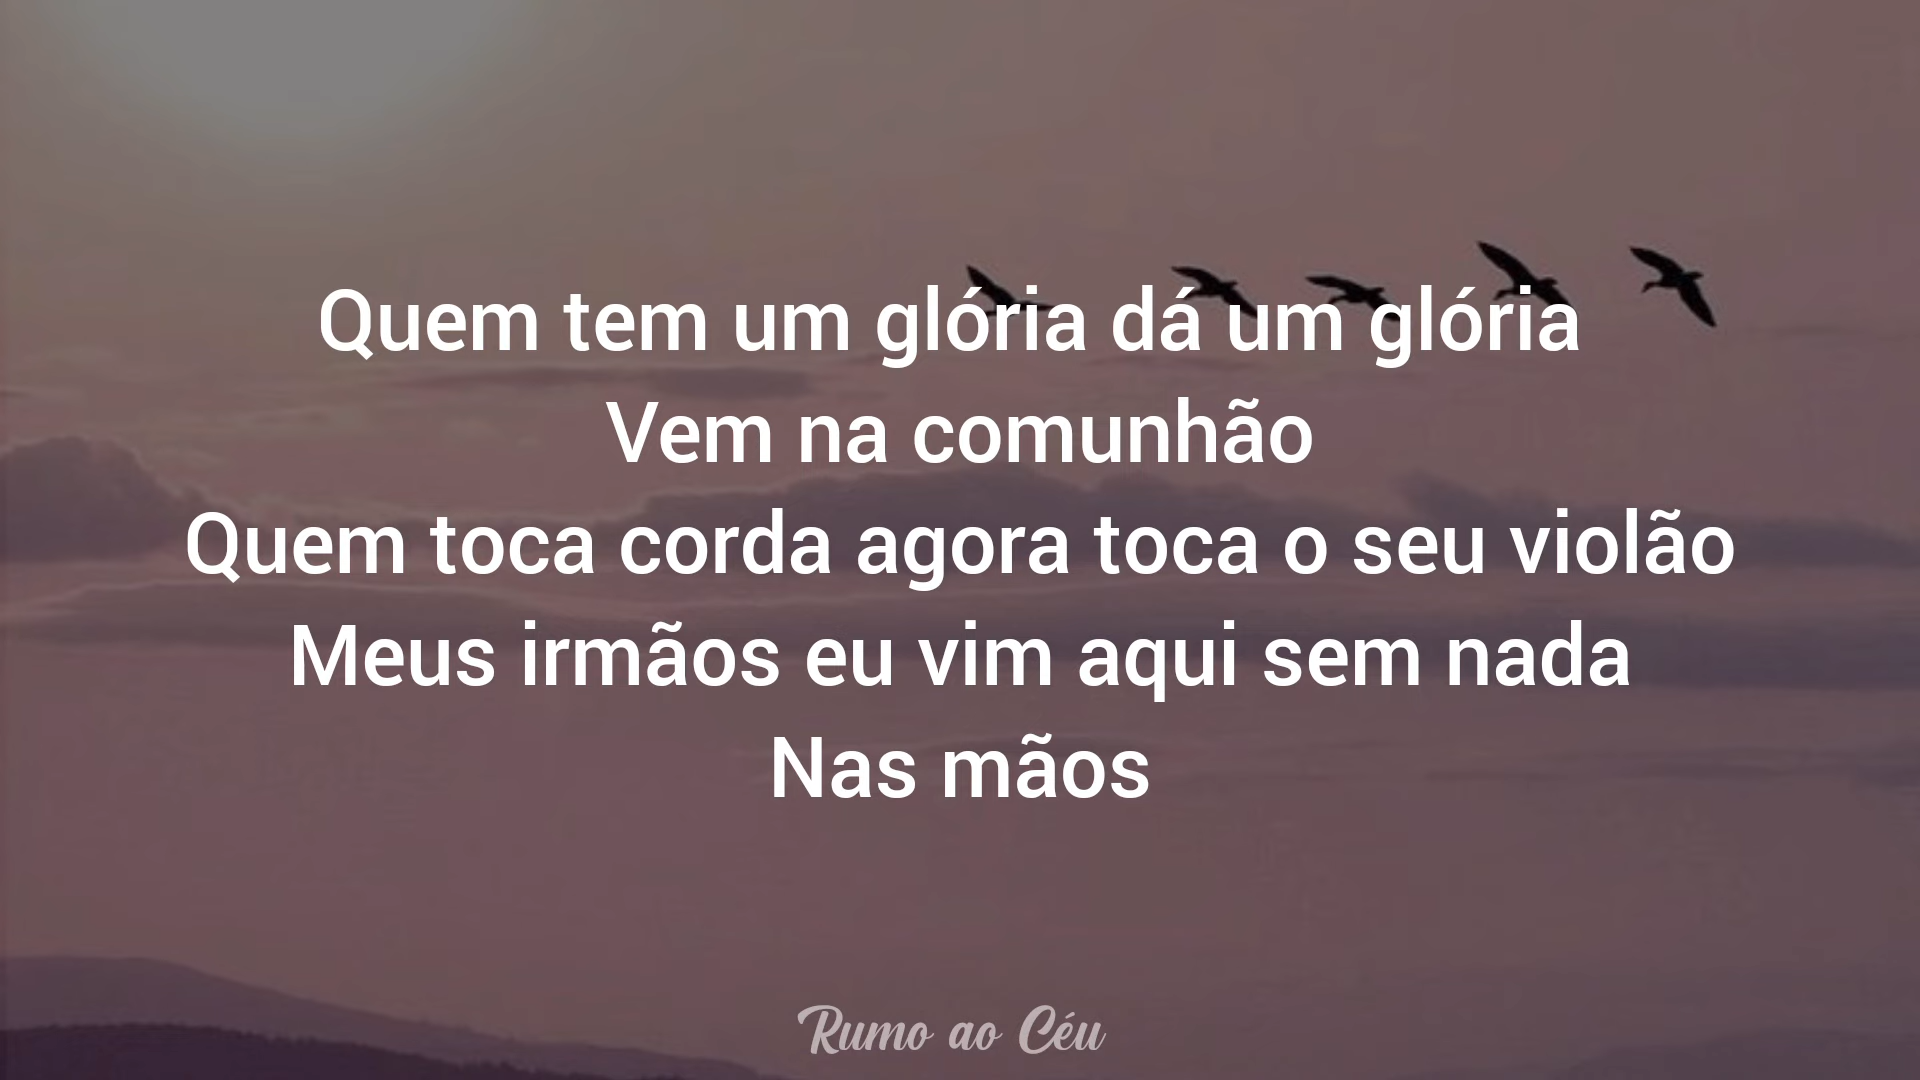 Quem tem um glória dá um glória
Vem na comunhão
Quem toca corda agora toca o seu violão
Meus irmãos eu vim aqui sem nada
Nas mãos
Rumo ao Céu